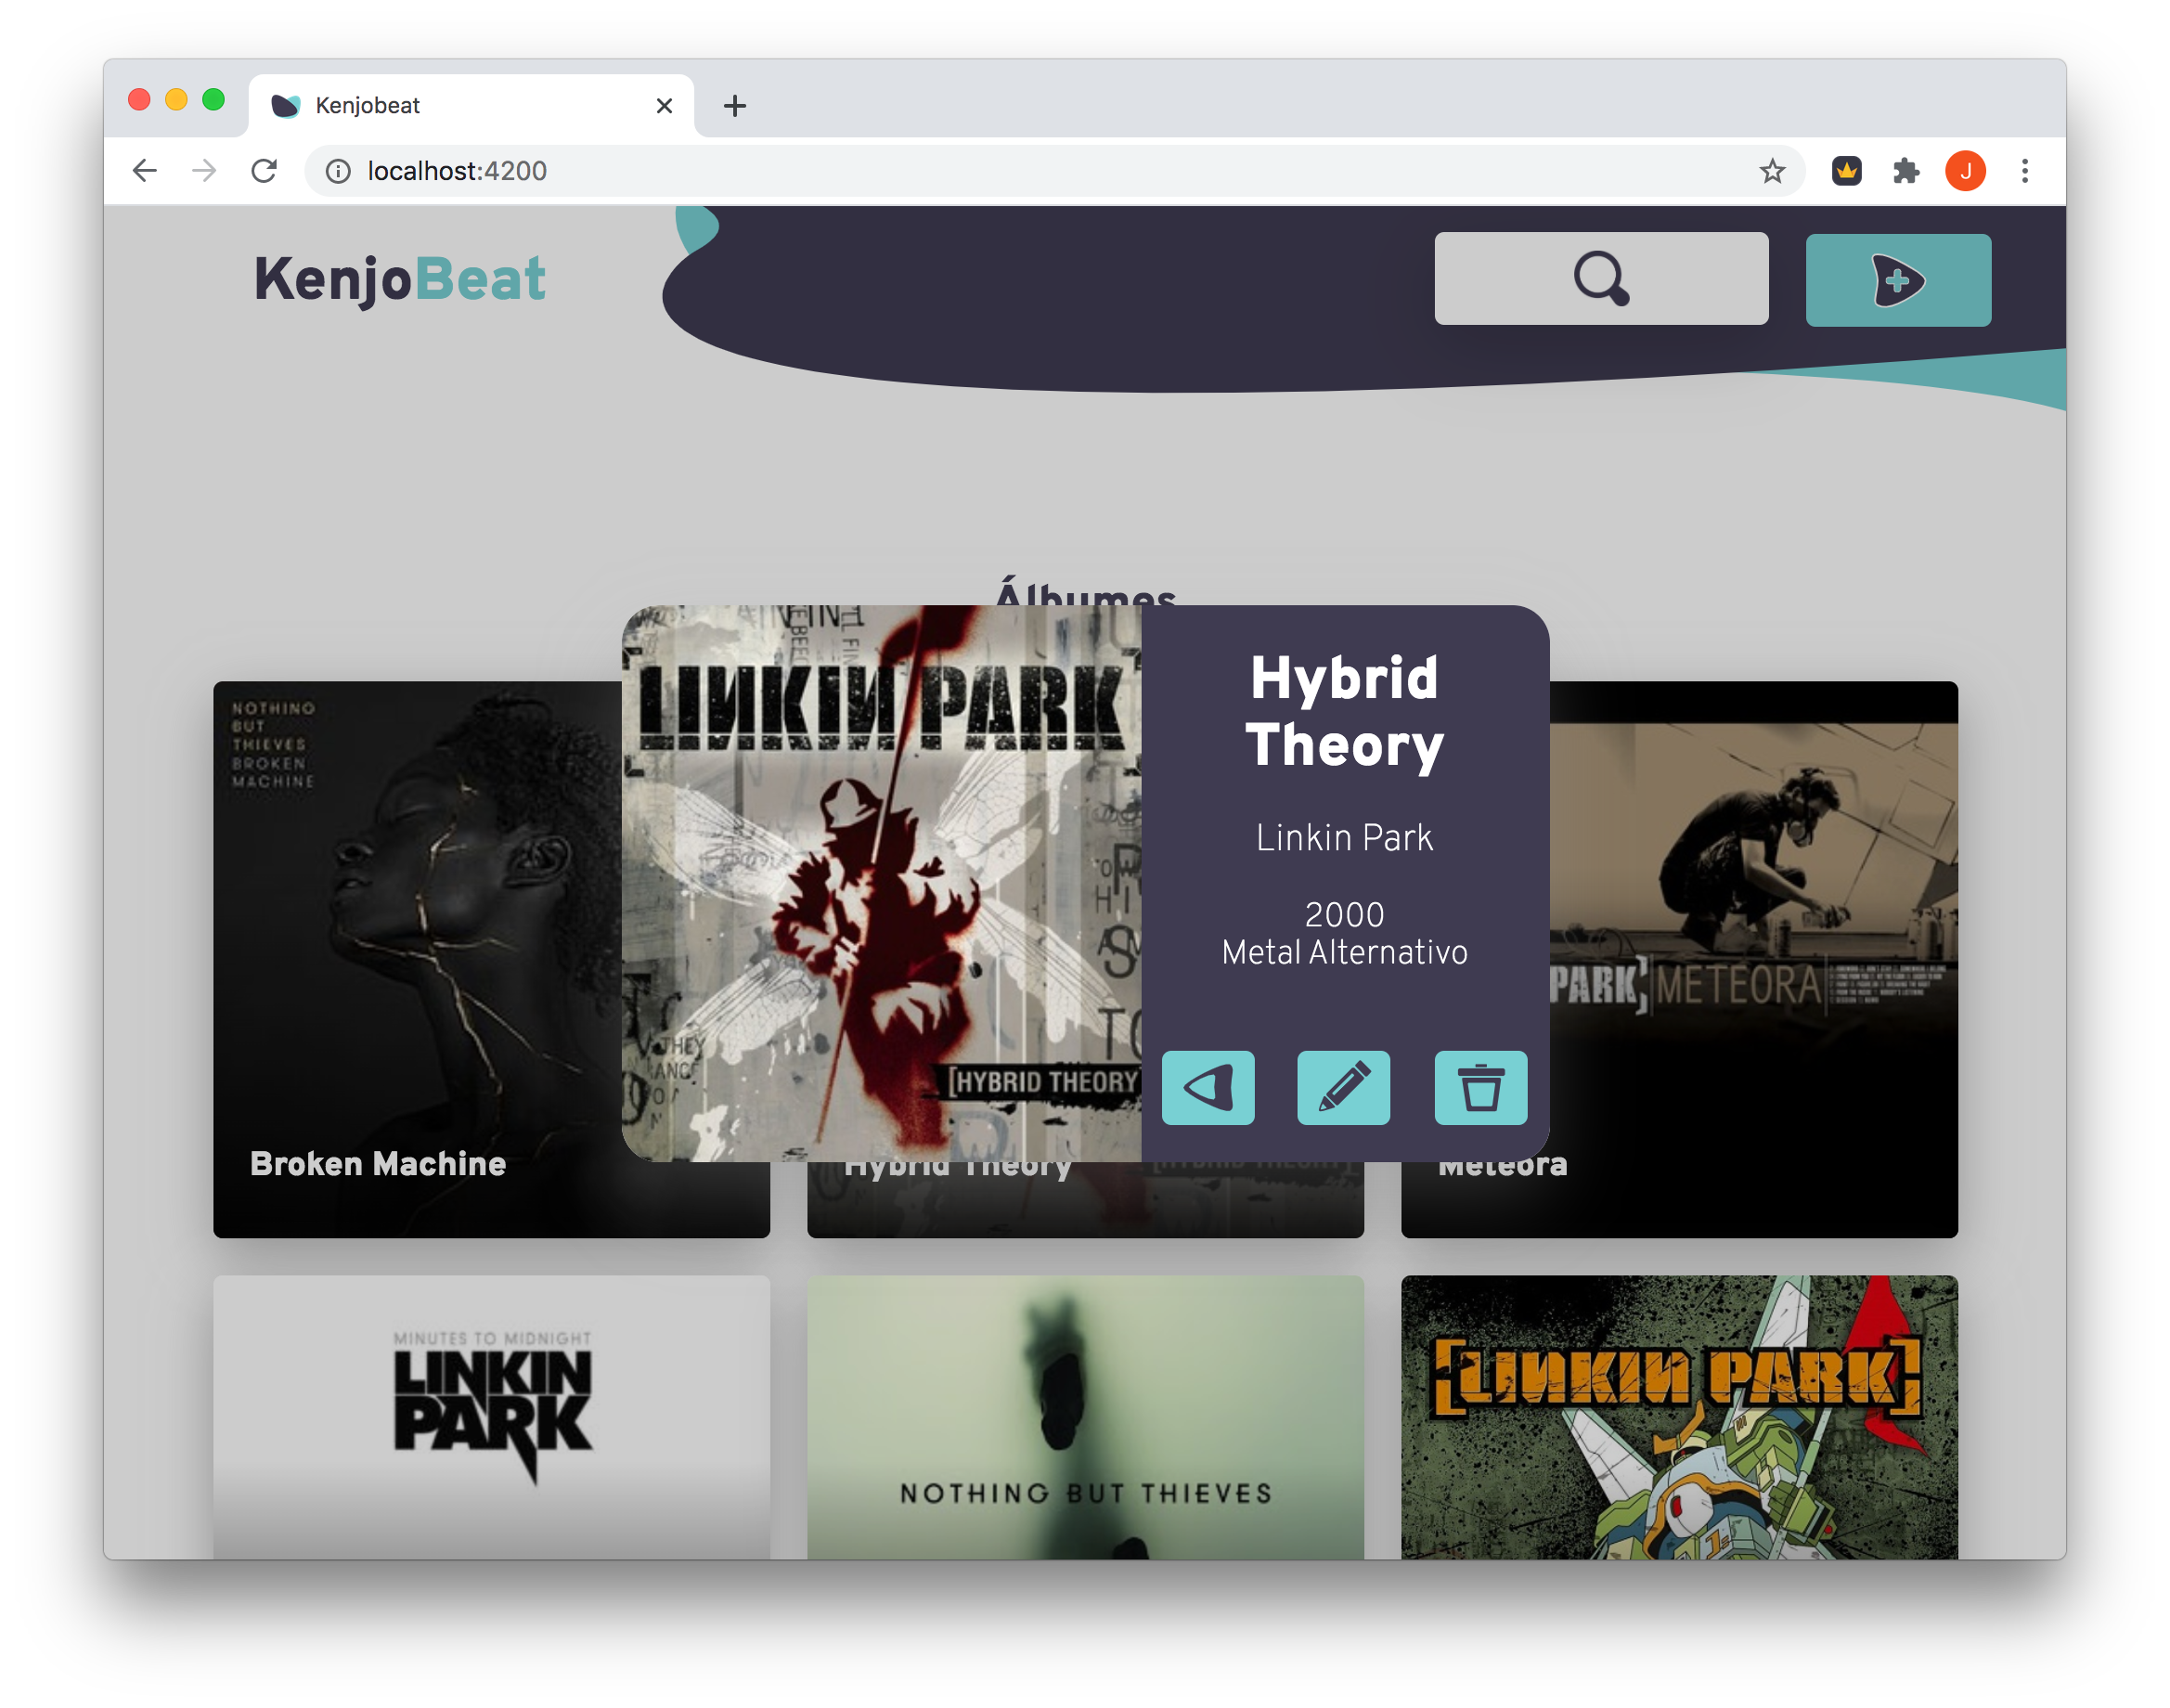 Kenjobeat
localhost:4200
J
KenjoBeat
Álbumes
NOTHING
BUT
THIEVES
BROKEN
MACHINE
Broken Machine
LINKIN PARK
[HYBRID THEORY]
Hybrid
Theory
Linkin Park
2000
Metal Alternativo
Hybrid Theory
PARK] METEORA
Meteora
MINUTES TO MIDNIGHT
LINKIN
PARK
NOTHING BUT THIEVES
[LINKIN PARK]